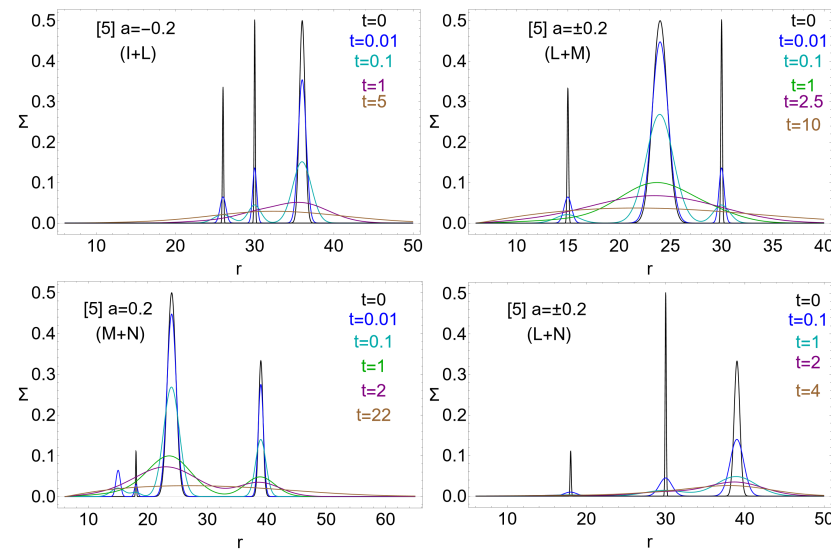 [5] a=−0.2
(I+L)
t=0
t=0.01
t=0.1
t=1
t=5
0.5
0.4
0.3
0.2
0.1
0.0
Σ
10 20 30 40 50
r
[5] a=±0.2
(L+M)
t=0
t=0.01
t=0.1
t=1
t=2.5
t=10
0.5
0.4
0.3
0.2
0.1
0.0
Σ
10 15 20 25 30 35 40
r
[5] a=0.2
(M+N)
t=0
t=0.01
t=0.1
t=1
t=2
t=22
0.5
0.4
0.3
0.2
0.1
0.0
Σ
10 20 30 40 50 60
r
[5] a=±0.2
(L+N)
t=0
t=0.1
t=1
t=2
t=4
0.5
0.4
0.3
0.2
0.1
0.0
Σ
10 20 30 40 50
r